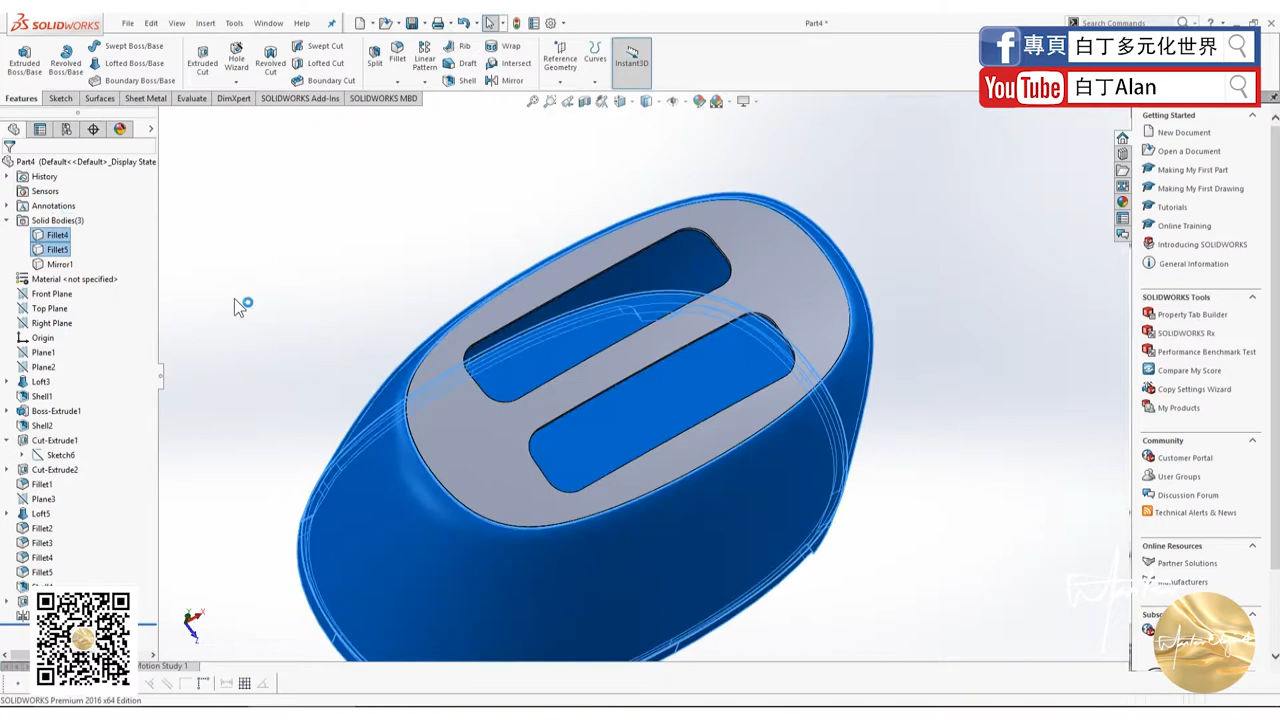 SOLIDWORKS
File Edit View Insert Tools Window Help
Part4 *
Search Commands
專頁 白丁多元化世界
YouTube 白丁Alan
Extruded Boss/Base
Revolved Boss/Base
Swept Boss/Base
Lofted Boss/Base
Boundary Boss/Base
Extruded Cut
Hole Wizard
Revolved Cut
Swept Cut
Lofted Cut
Boundary Cut
Split
Fillet
Linear Pattern
Rib
Draft
Shell
Wrap
Intersect
Mirror
Reference Geometry
Curves
Instant3D
Features Sketch Surfaces Sheet Metal Evaluate DimXpert SOLIDWORKS Add-Ins SOLIDWORKS MBD
Part4 (Default<<Default>_Display State
History
Sensors
Annotations
Solid Bodies(3)
Fillet4
Fillet5
Mirror1
Material <not specified>
Front Plane
Top Plane
Right Plane
Origin
Plane1
Plane2
Loft3
Shell1
Boss-Extrude1
Shell2
Cut-Extrude1
Sketch6
Cut-Extrude2
Fillet1
Plane3
Loft5
Fillet2
Fillet3
Fillet4
Fillet5
Motion Study 1
SOLIDWORKS Premium 2016 x64 Edition
Getting Started
New Document
Open a Document
Making My First Part
Making My First Drawing
Tutorials
Online Training
Introducing SOLIDWORKS
General Information
SOLIDWORKS Tools
Property Tab Builder
SOLIDWORKS Rx
Performance Benchmark Test
Compare My Score
Copy Settings Wizard
My Products
Community
Customer Portal
User Groups
Discussion Forum
Technical Alerts & News
Online Resources
Partner Solutions